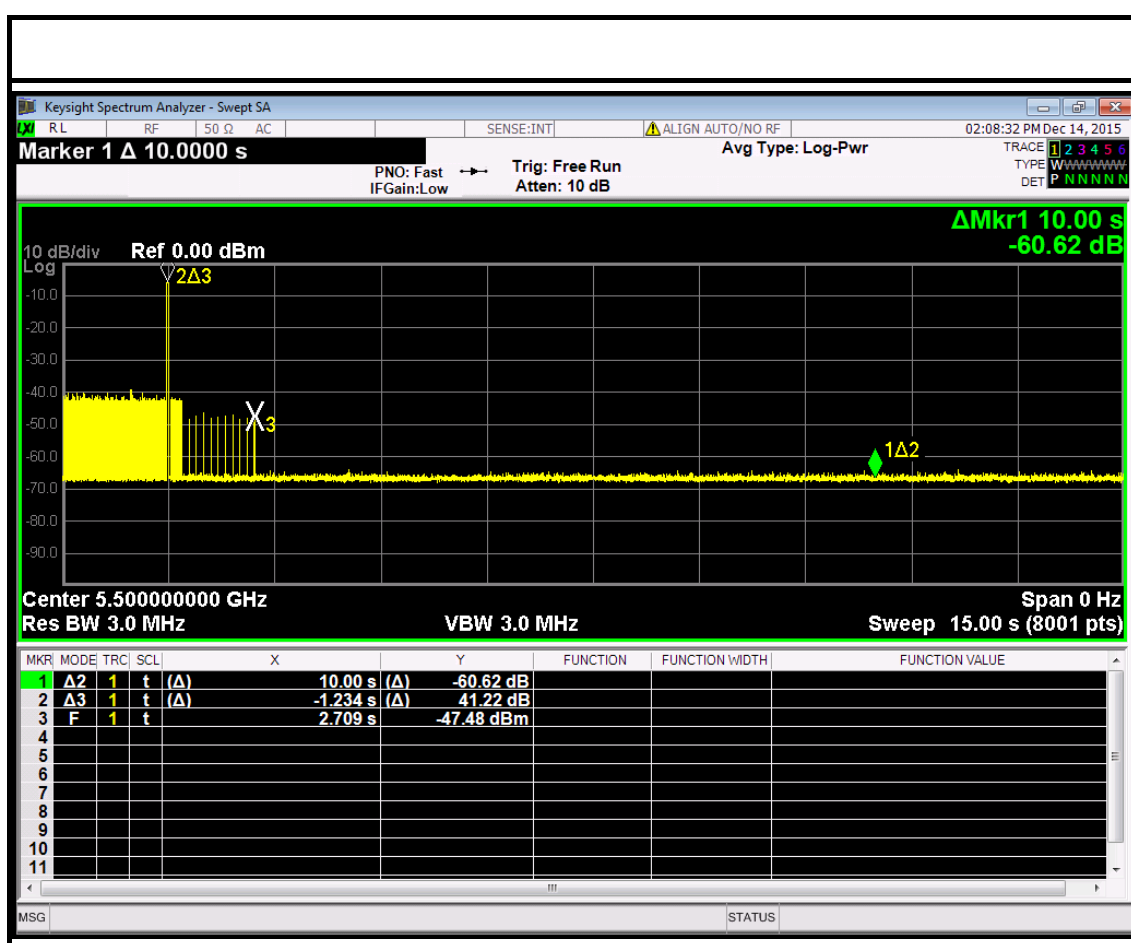 Keysight Spectrum Analyzer - Swept SA
LXI RL RF 50 Ω AC SENSE:INT ALIGN AUTO/NO RF 02:08:32 PM Dec 14, 2015
Marker 1 Δ 10.0000 s
PNO: Fast
IFGain:Low
Trig: Free Run
Atten: 10 dB
Avg Type: Log-Pwr
TRACE 1 2 3 4 5 6
TYPE WWWWWW
DET P N N N N N
ΔMkr1 10.00 s
-60.62 dB
10 dB/div Ref 0.00 dBm
Log
2Δ3
-10.0
-20.0
-30.0
-40.0
-50.0
3
-60.0
1Δ2
-70.0
-80.0
-90.0
Center 5.500000000 GHz Span 0 Hz
Res BW 3.0 MHz VBW 3.0 MHz Sweep 15.00 s (8001 pts)
MKR MODE TRC SCL X Y FUNCTION FUNCTION WIDTH FUNCTION VALUE
1 Δ2 1 t (Δ) 10.00 s (Δ) -60.62 dB
2 Δ3 1 t (Δ) -1.234 s (Δ) 41.22 dB
3 F 1 t 2.709 s -47.48 dBm
4
5
6
7
8
9
10
11
MSG STATUS